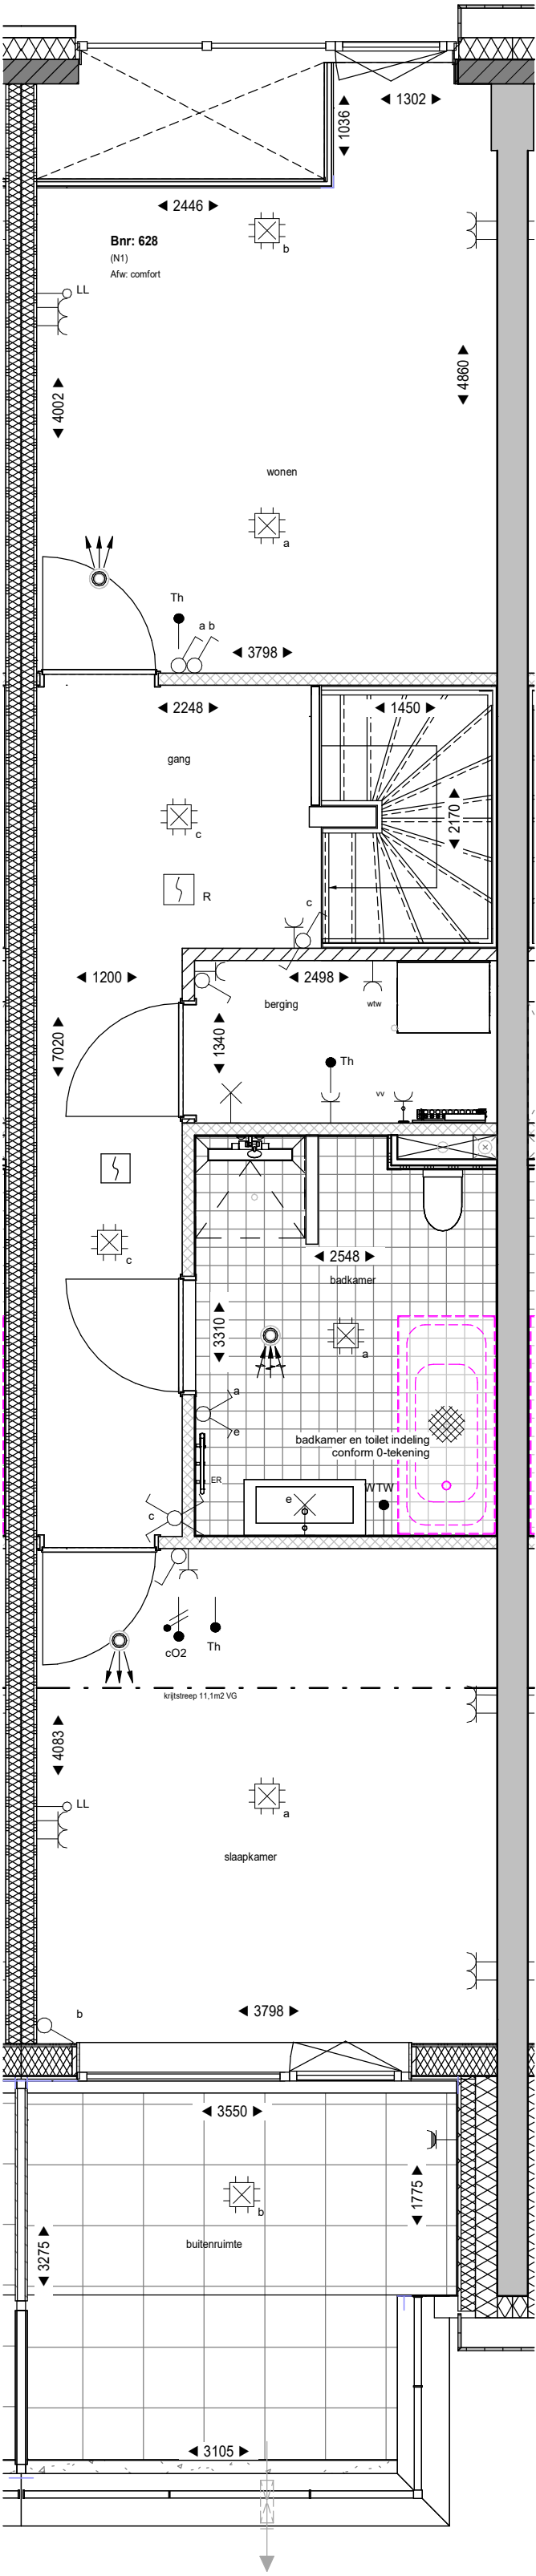 1302
1036
2446
b
Bnr: 628
(N1)
Afw: comfort
LL
4860
4002
wonen
a
Th
a b
3798
2248
1450
gang
2170
c
R
c
1200
2498
berging
wtw
7020
1340
Th
vv
c
2548
badkamer
3310
a
a
e
badkamer en toilet indeling
conform 0-tekening
ER
WTW
e
c
cO2
Th
krijtstreep 11,1m2 VG
4083
LL
a
slaapkamer
b
3798
3550
1775
b
buitenruimte
3275
3105